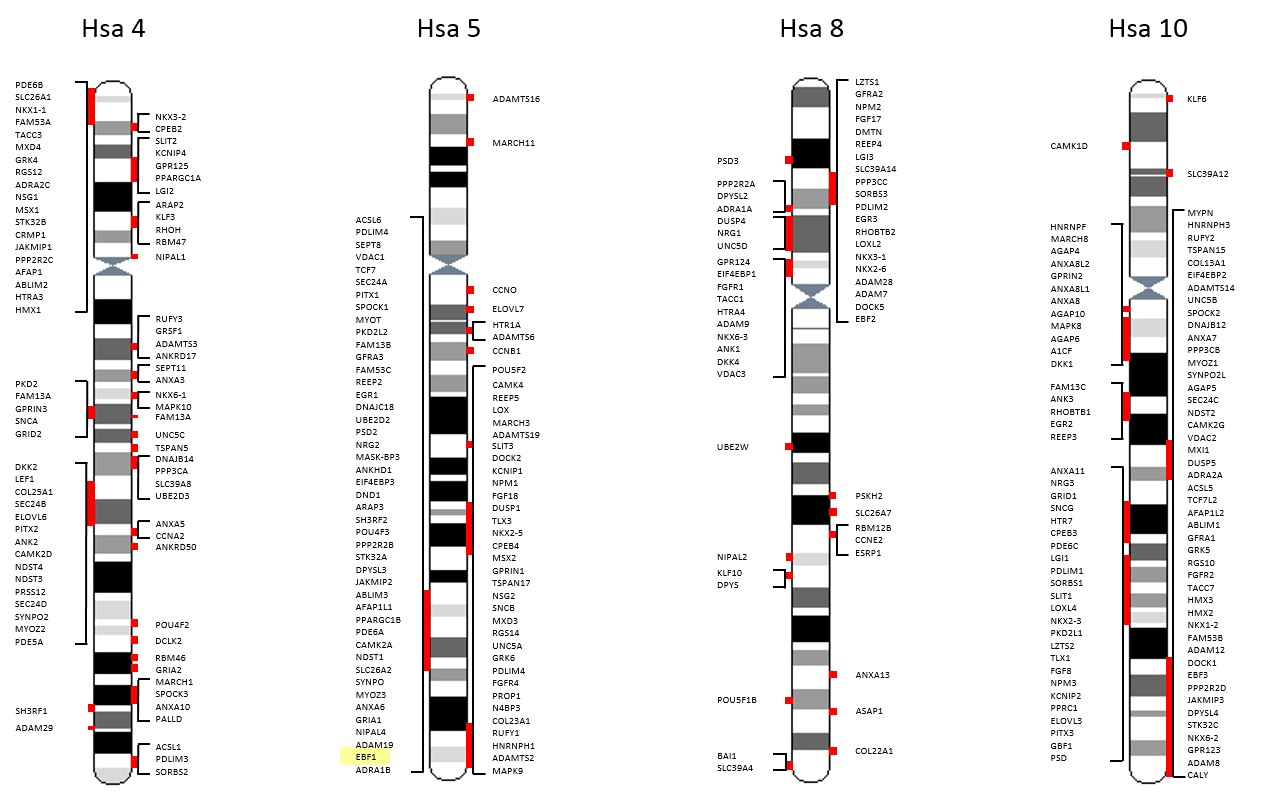 Hsa 4
PDE6B
SLC26A1
NKX1-1
FAM53A
TACC3
MXD4
GRK4
RGS12
ADRA2C
NSG1
MSX1
STK32B
CRMP1
JAKMIP1
PPP2R2C
AFAP1
ABLIM2
HTRA3
HMX1
PKD2
FAM13A
GPRIN3
SNCA
GRID2
DKK2
LEF1
COL25A1
SEC24B
ELOVL6
PITX2
ANK2
CAMK2D
NDST4
NDST3
PRSS12
SEC24D
SYNPO2
MYOZ2
PDE5A
SH3RF1
ADAM29
NKX3-2
CPEB2
SLIT2
KCNIP4
GPR125
PPARGC1A
LGI2
ARAP2
KLF3
RHOH
RBM47
NIPAL1
RUFY3
GRSF1
ADAMTS3
ANKRD17
SEPT11
ANXA3
NKX6-1
MAPK10
FAM13A
UNC5C
TSPAN5
DNAJB14
PPP3CA
SLC39A8
UBE2D3
ANXA5
CCNA2
ANKRD50
POU4F2
DCLK2
RBM46
GRIA2
MARCH1
SPOCK3
ANXA10
PALLD
ACSL1
PDLIM3
SORBS2
Hsa 5
ACSL6
PDLIM4
SEPT8
VDAC1
TCF7
SEC24A
PITX1
SPOCK1
MYOT
PKD2L2
FAM13B
GFRA3
FAM53C
REEP2
EGR1
DNAJC18
UBE2D2
PSD2
NRG2
MASK-BP3
ANKHD1
EIF4EBP3
DND1
ARAP3
SH3RF2
POU4F3
PPP2R2B
STK32A
DPYSL3
JAKMIP2
ABLIM3
AFAP1L1
PPARGC1B
PDE6A
CAMK2A
NDST1
SLC26A2
SYNPO
MYOZ3
ANXA6
GRIA1
NIPAL4
ADAM19
EBF1
ADRA1B
ADAMTS16
MARCH11
CCNO
ELOVL7
HTR1A
ADAMTS6
CCNB1
POU5F2
CAMK4
REEP5
LOX
MARCH3
ADAMTS19
SLIT3
DOCK2
KCNIP1
NPM1
FGF18
DUSP1
TLX3
NKX2-5
CPEB4
MSX2
GPRIN1
TSPAN17
NSG2
SNCB
MXD3
RGS14
UNC5A
GRK6
PDLIM4
FGFR4
PROP1
N4BP3
COL23A1
RUFY1
HNRNPH1
ADAMTS2
MAPK9
Hsa 8
PSD3
PPP2R2A
DPYSL2
ADRA1A
DUSP4
NRG1
UNC5D
GPR124
EIF4EBP1
FGFR1
TACC1
HTRA4
ADAM9
NKX6-3
ANK1
DKK4
VDAC3
UBE2W
NIPAL2
KLF10
DPYS
POU5F1B
BAI1
SLC39A4
LZTS1
GFRA2
NPM2
FGF17
DMTN
REEP4
LGI3
SLC39A14
PPP3CC
SORBS3
PDLIM2
EGR3
RHOBTB2
LOXL2
NKX3-1
NKX2-6
ADAM28
ADAM7
DOCK5
EBF2
PSKH2
SLC26A7
RBM12B
CCNE2
ESRP1
ANXA13
ASAP1
COL22A1
Hsa 10
CAMK1D
HNRNPF
MARCH8
AGAP4
ANXA8L2
GPRIN2
ANXA8L1
ANXA8
AGAP10
MAPK8
AGAP6
A1CF
DKK1
FAM13C
ANK3
RHOBTB1
EGR2
REEP3
ANXA11
NRG3
GRID1
SNCG
HTR7
CPEB3
PDE6C
LGI1
PDLIM1
SORBS1
SLIT1
LOXL4
NKX2-3
PKD2L1
LZTS2
TLX1
FGF8
NPM3
KCNIP2
PPRC1
ELOVL3
PITX3
GBF1
PSD
KLF6
SLC39A12
MYPN
HNRNPH3
RUFY2
TSPAN15
COL13A1
EIF4EBP2
ADAMTS14
UNC5B
SPOCK2
DNAJB12
ANXA7
PPP3CB
MYOZ1
SYNPO2L
AGAP5
SEC24C
NDST2
CAMK2G
VDAC2
MXI1
DUSP5
ADRA2A
ACSL5
TCF7L2
AFAP1L2
ABLIM1
GFRA1
GRK5
RGS10
FGFR2
TACC7
HMX3
HMX2
NKX1-2
FAM53B
ADAM12
DOCK1
EBF3
PPP2R2D
JAKMIP3
DPYSL4
STK32C
NKX6-2
GPR123
ADAM8
CALY